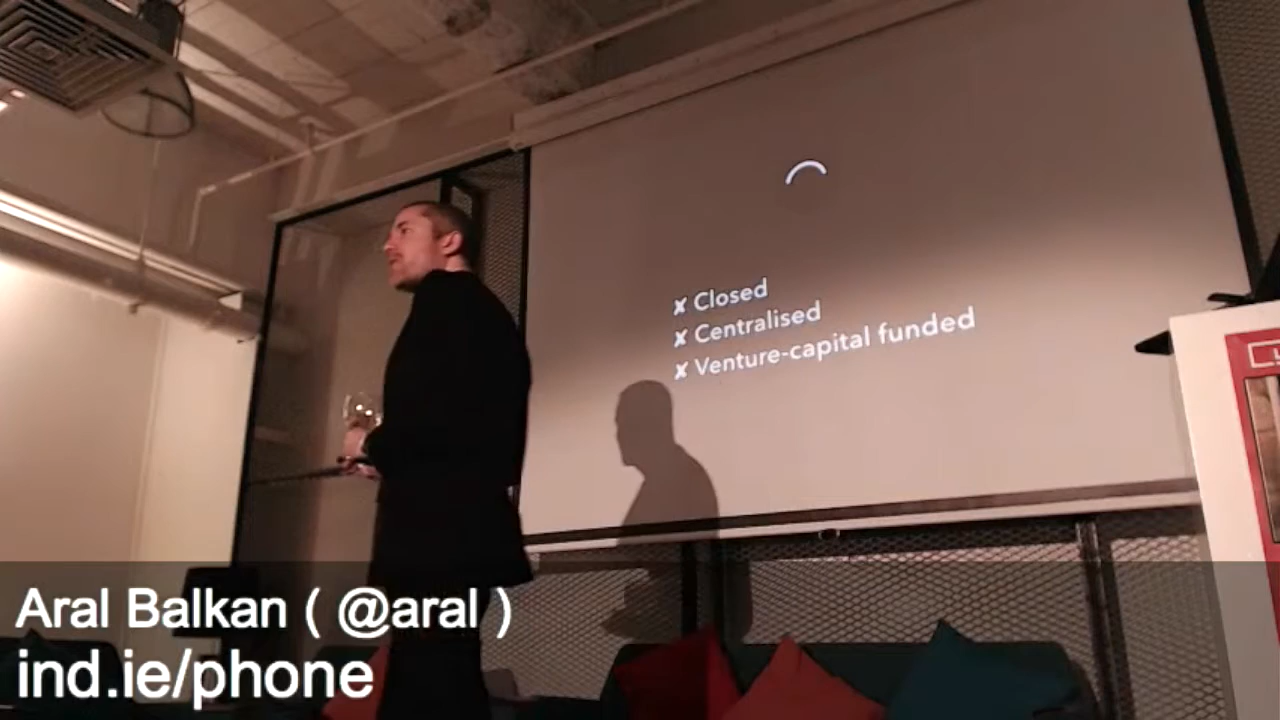 ✘ Closed
✘ Centralised
✘ Venture-capital funded
Aral Balkan ( @aral )
ind.ie/phone